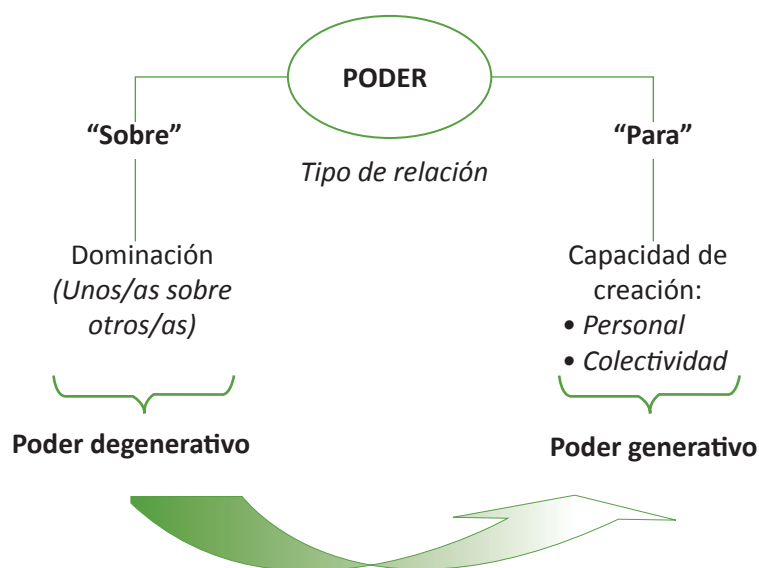 PODER
“Sobre”
“Para”
Tipo de relación
Dominación
(Unos/as sobre
otros/as)
Capacidad de
creación:
• Personal
• Colectividad
Poder degenerativo
Poder generativo